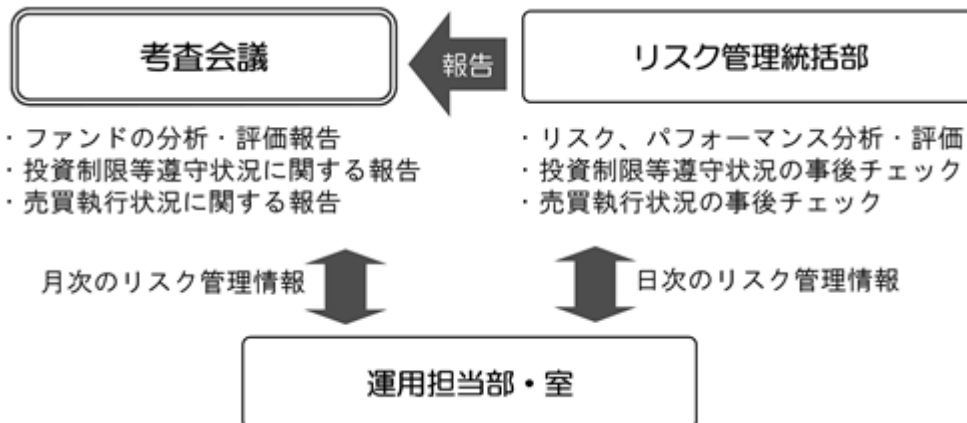 考査会議
報告
リスク管理統括部
・ファンドの分析・評価報告
・投資制限等遵守状況に関する報告
・売買執行状況に関する報告
・リスク、パフォーマンス分析・評価
・投資制限等遵守状況の事後チェック
・売買執行状況の事後チェック
月次のリスク管理情報
日次のリスク管理情報
運用担当部・室